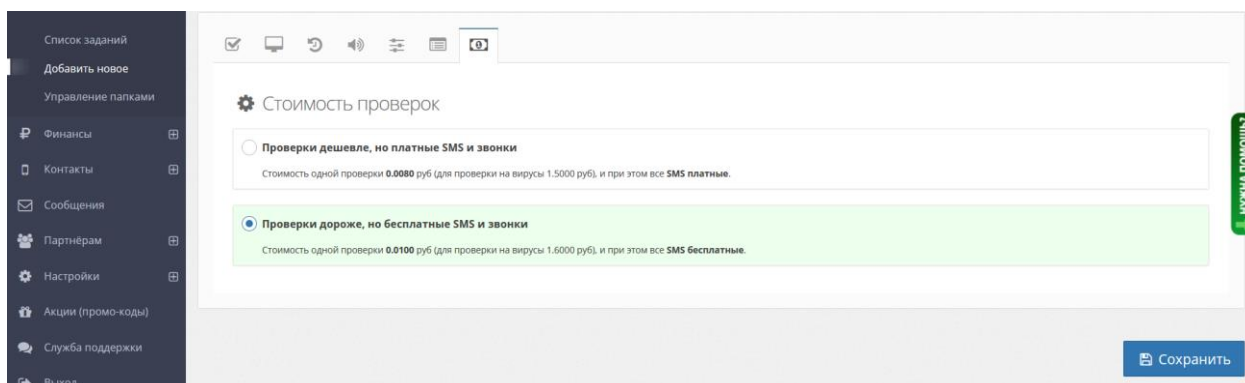 Список заданий
Добавить новое
Управление папками
Финансы
Контакты
Сообщения
Партнёрам
Настройки
Акции (промо-коды)
Служба поддержки
Выход
Стоимость проверок
Проверки дешевле, но платные SMS и звонки
Стоимость одной проверки 0.0080 руб (для проверки на вирусы 1.5000 руб), и при этом все SMS платные.
Проверки дороже, но бесплатные SMS и звонки
Стоимость одной проверки 0.0100 руб (для проверки на вирусы 1.6000 руб), и при этом все SMS бесплатные.
НУЖНА ПОМОЩЬ?
Сохранить